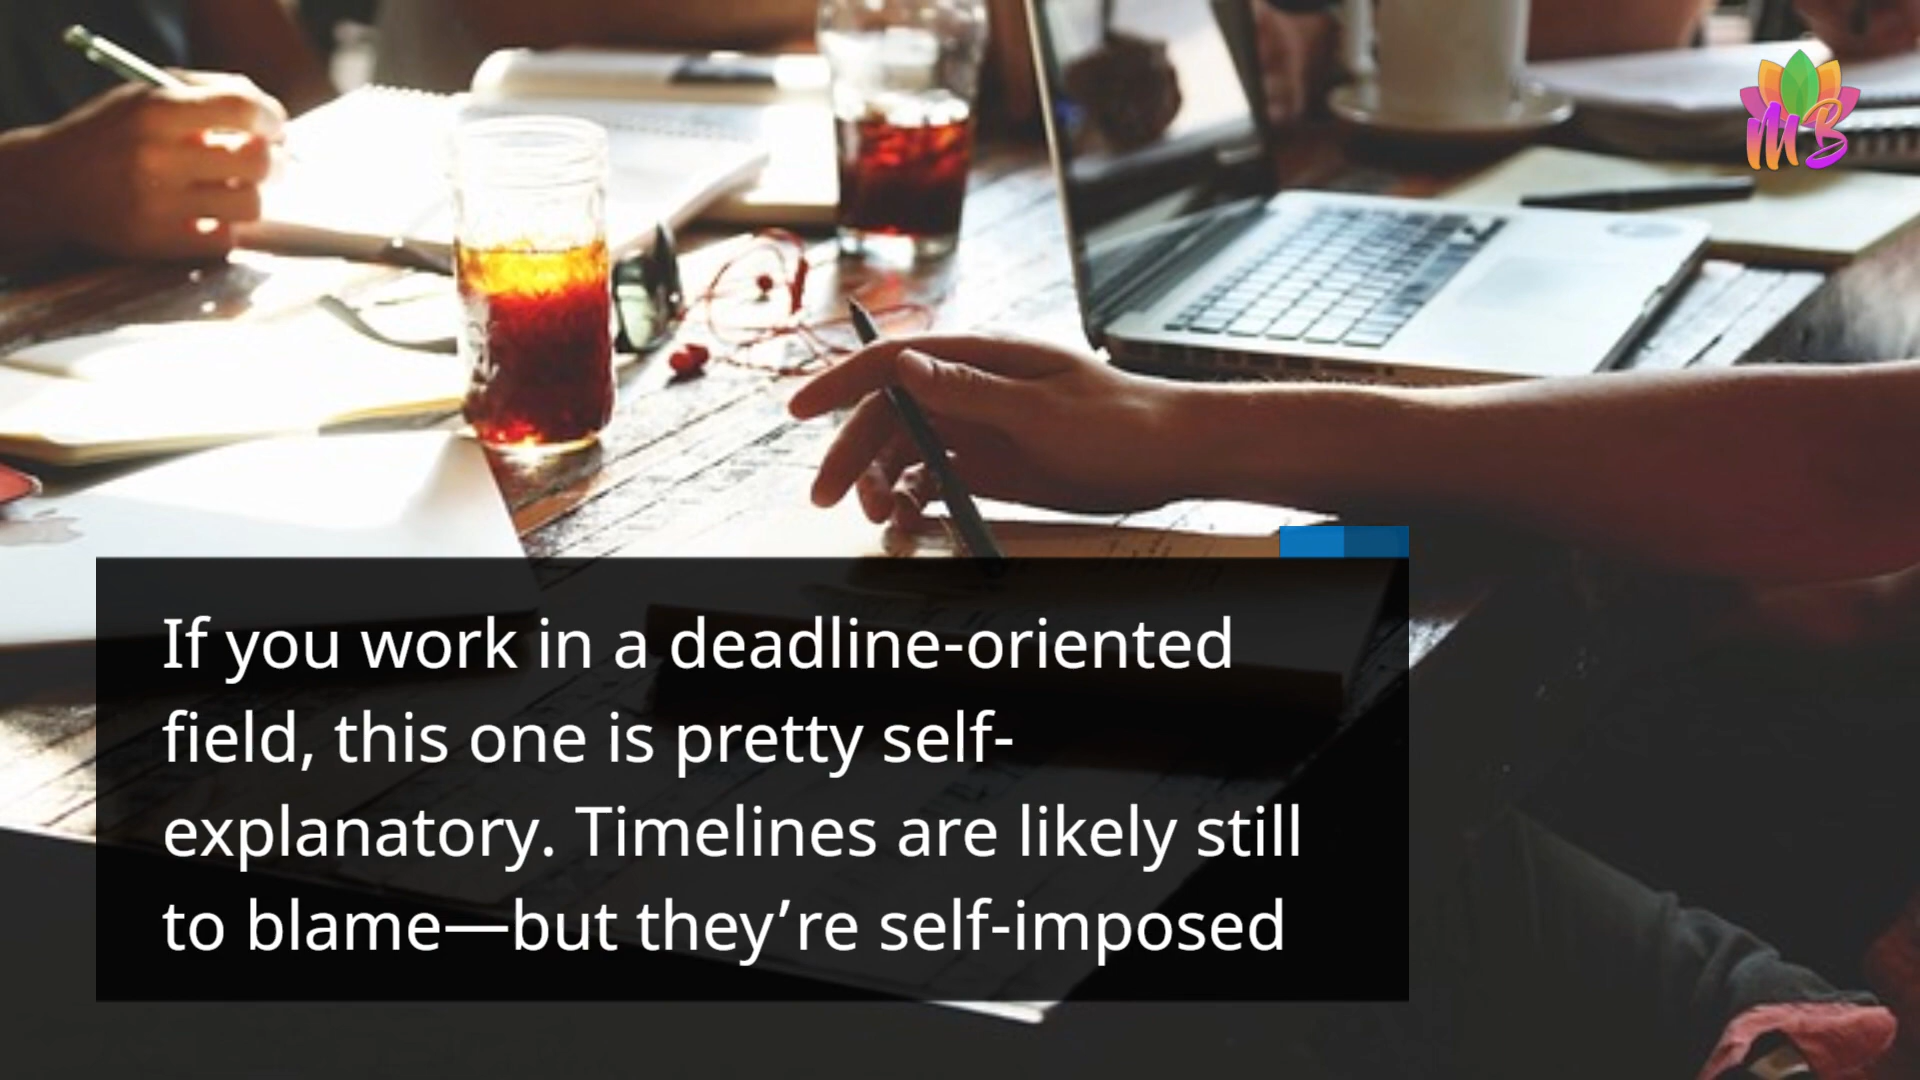 MB
If you work in a deadline-oriented
field, this one is pretty self-
explanatory. Timelines are likely still
to blame—but they’re self-imposed